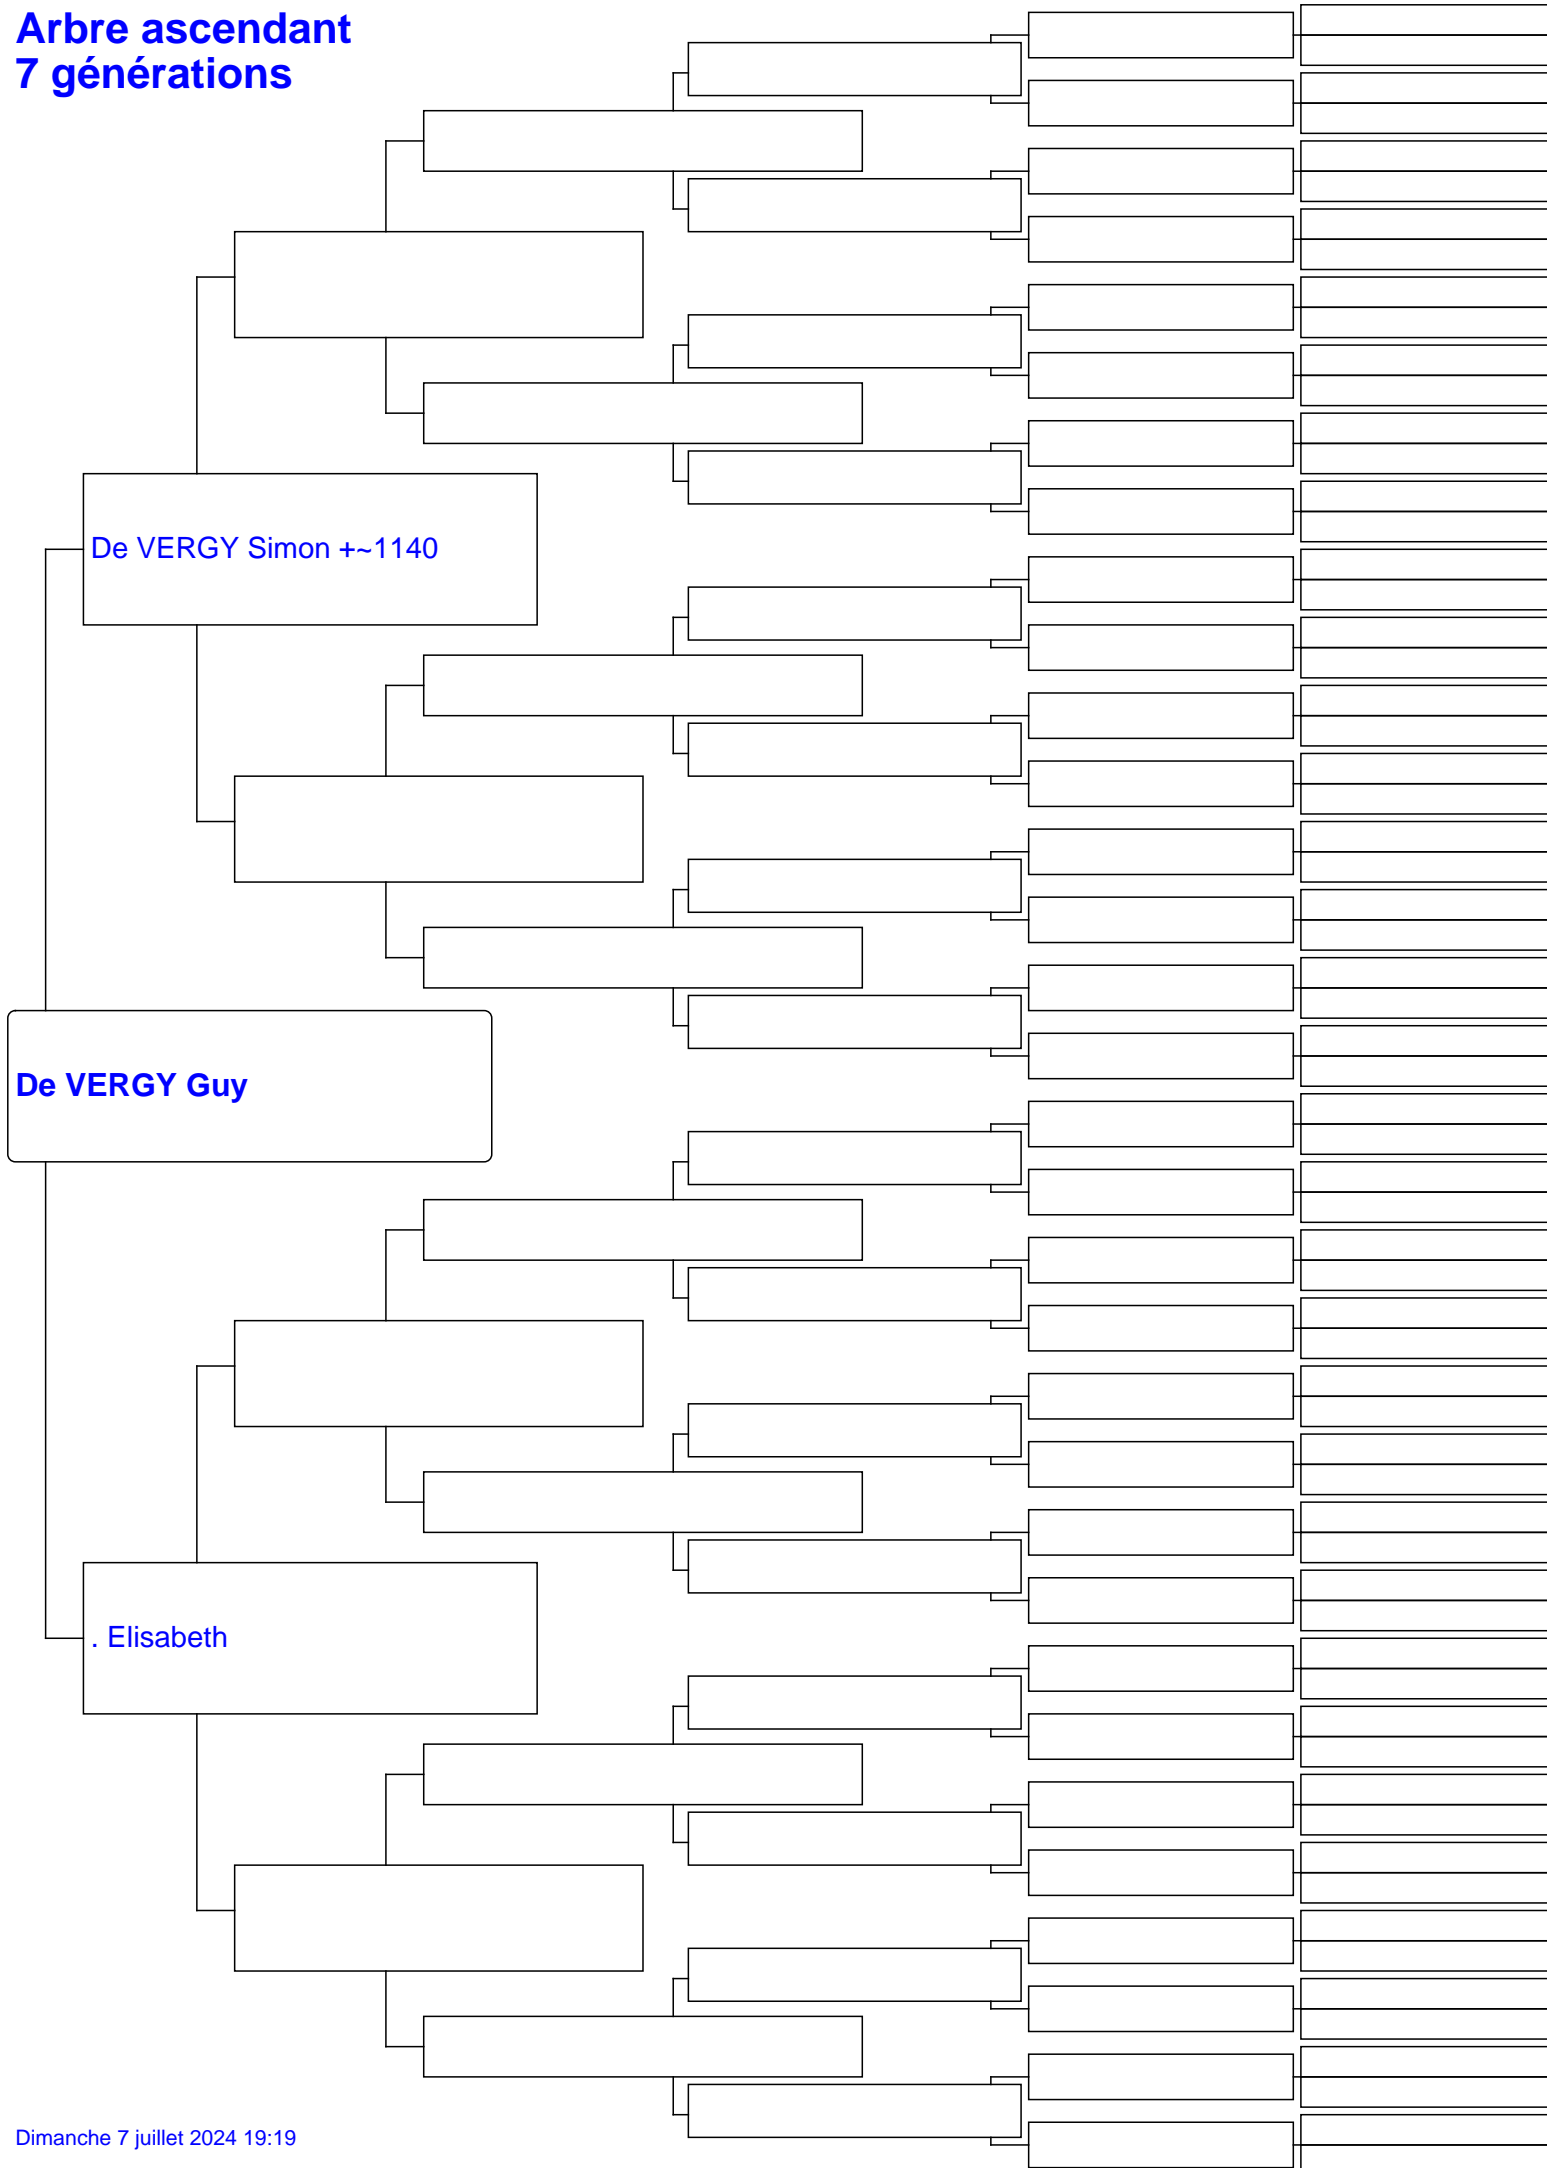 Arbre ascendant
7 générations
De VERGY Simon +~1140
De VERGY Guy
. Elisabeth
Dimanche 7 juillet 2024 19:19